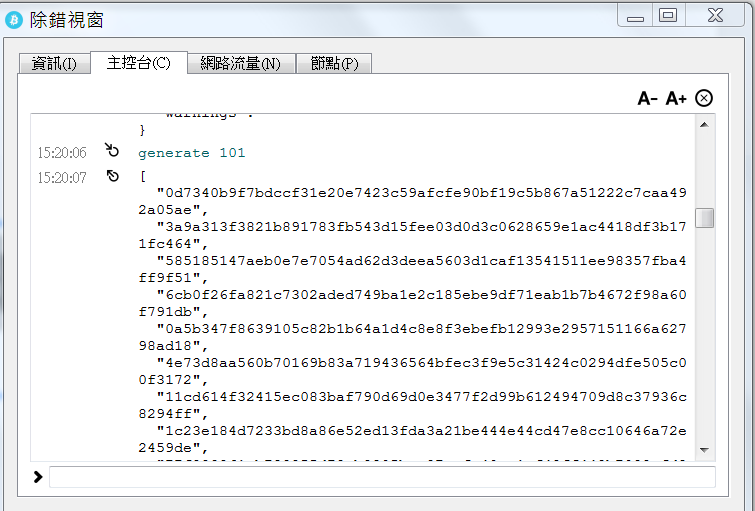 除錯視窗
資訊(I) 主控台(C) 網路流量(N) 節點(P)
A- A+
"warnings":
}
15:20:06 generate 101
15:20:07 [
"0d7340b9f7bdccf31e20e7423c59afcfe90bf19c5b867a51222c7caa49
2a05ae",
"3a9a313f3821b891783fb543d15fee03d0d3c0628659e1ac4418df3b17
1fc464",
"585185147aeb0e7e7054ad62d3deea5603d1caf13541511ee98357fba4
ff9f51",
"6cb0f26fa821c7302aded749ba1e2c185ebe9df71eab1b7b4672f98a60
f791db",
"0a5b347f8639105c82b1b64a1d4c8e8f3ebefb12993e2957151166a627
98ad18",
"4e73d8aa560b70169b83a719436564bfec3f9e5c31424c0294dfe505c0
0f3172",
"11cd614f32415ec083baf790d69d0e3477f2d99b612494709d8c37936c
8294ff",
"1c23e184d7233bd8a86e52ed13fda3a21be444e44cd47e8cc10646a72e
2459de",